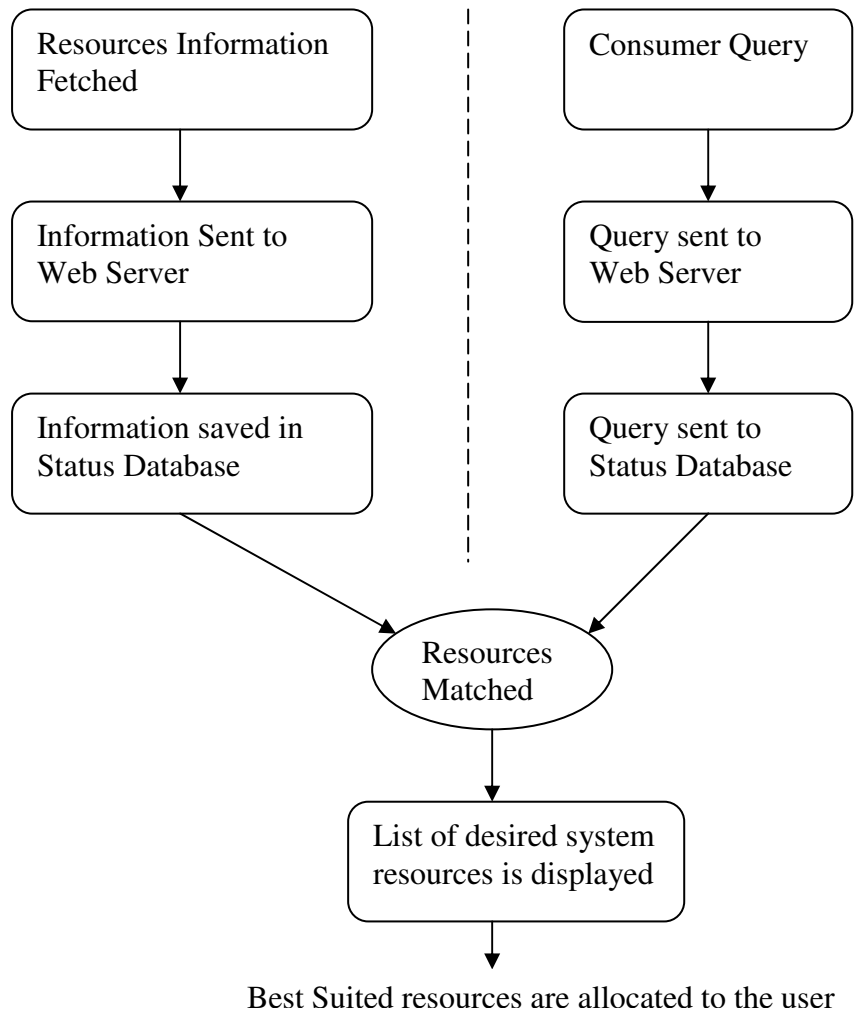 Resources Information
Fetched
Consumer Query
Information Sent to
Web Server
Query sent to
Web Server
Information saved in
Status Database
Query sent to
Status Database
Resources
Matched
List of desired system
resources is displayed
Best Suited resources are allocated to the user